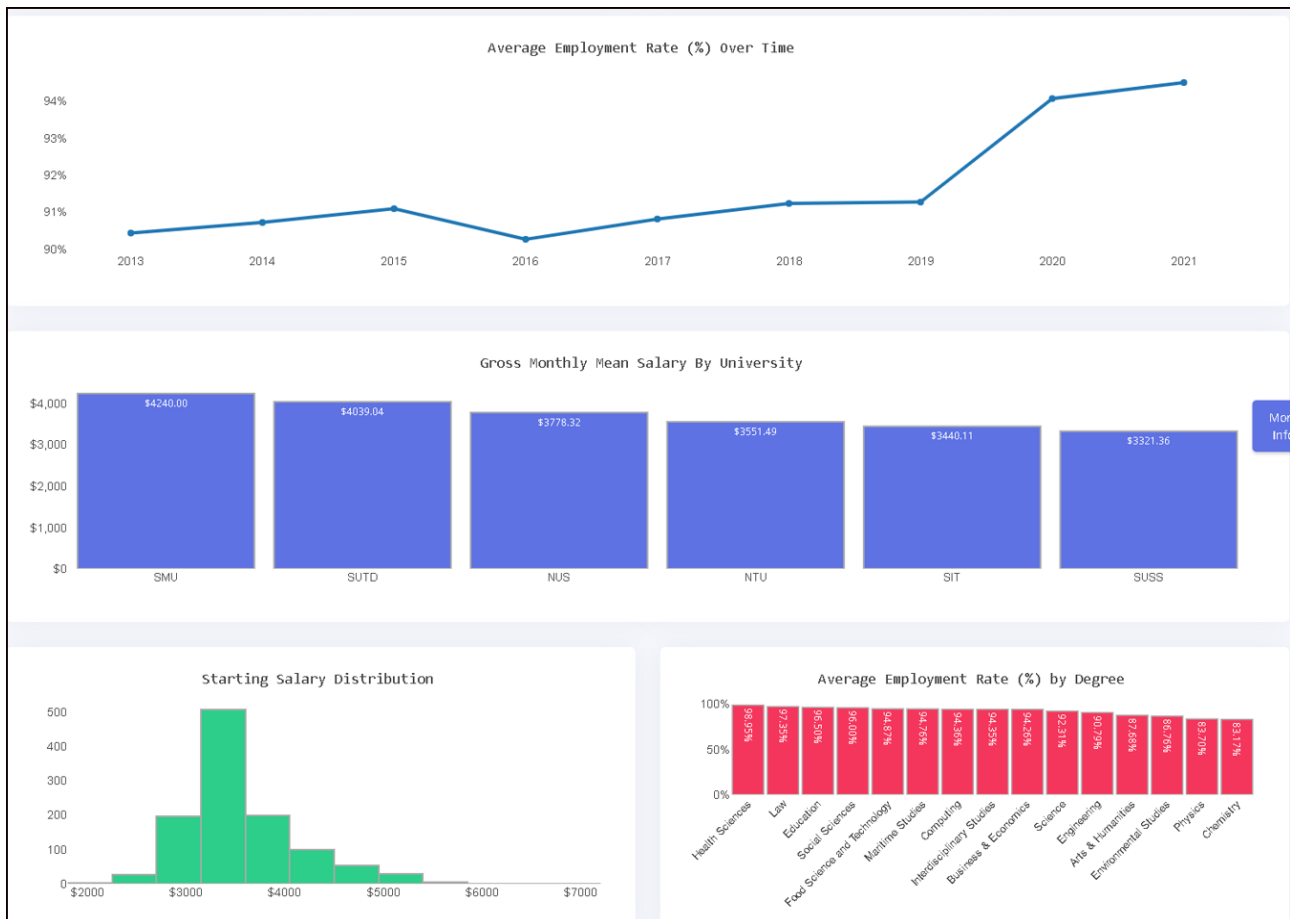 Average Employment Rate (%) Over Time
94%
93%
92%
91%
90%
2013 2014 2015 2016 2017 2018 2019 2020 2021
Gross Monthly Mean Salary By University
$4,000
$3,000
$2,000
$1,000
$0
$4240.00 $4039.04 $3778.32 $3551.49 $3440.11 $3321.36
SMU SUTD NUS NTU SIT SUSS
Starting Salary Distribution
500
400
300
200
100
0
$2000 $3000 $4000 $5000 $6000 $7000
Average Employment Rate (%) by Degree
100%
50%
0%
98.95% 97.35% 96.50% 96.00% 94.87% 94.76% 94.36% 94.35% 94.26% 92.31% 90.79% 87.68% 86.76% 83.70% 83.17%
Health Sciences
Law
Education
Social Sciences
Food Science and Technology
Maritime Studies
Computing
Interdisciplinary Studies
Business & Economics
Science
Engineering
Arts & Humanities
Environmental Studies
Physics
Chemistry